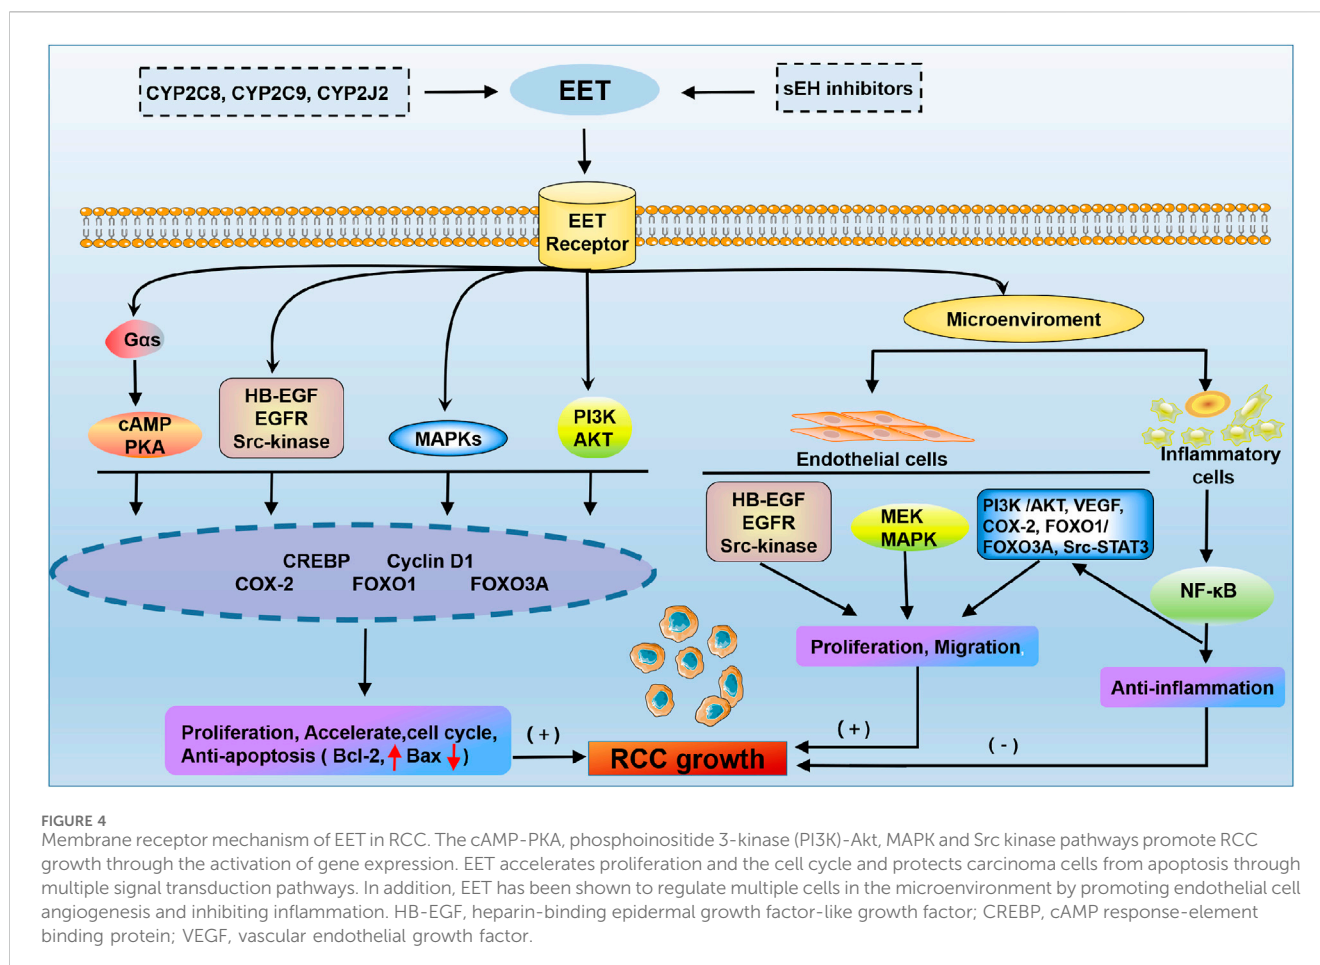 CYP2C8, CYP2C9, CYP2J2
EET
sEH inhibitors
EET
Receptor
Gαs
cAMP
PKA
HB-EGF
EGFR
Src-kinase
MAPKs
PI3K
AKT
Microenviroment
Endothelial cells
Inflammatory
cells
CREBP Cyclin D1
COX-2 FOXO1 FOXO3A
HB-EGF
EGFR
Src-kinase
MEK
MAPK
PI3K /AKT, VEGF,
COX-2, FOXO1/
FOXO3A, Src-STAT3
NF-κB
Proliferation, Migration,
Anti-inflammation
Proliferation, Accelerate,cell cycle,
Anti-apoptosis ( Bcl-2, Bax )
( + )
RCC growth
( + )
( - )
FIGURE 4
Membrane receptor mechanism of EET in RCC. The cAMP-PKA, phosphoinositide 3-kinase (PI3K)-Akt, MAPK and Src kinase pathways promote RCC
growth through the activation of gene expression. EET accelerates proliferation and the cell cycle and protects carcinoma cells from apoptosis through
multiple signal transduction pathways. In addition, EET has been shown to regulate multiple cells in the microenvironment by promoting endothelial cell
angiogenesis and inhibiting inflammation. HB-EGF, heparin-binding epidermal growth factor-like growth factor; CREBP, cAMP response-element
binding protein; VEGF, vascular endothelial growth factor.